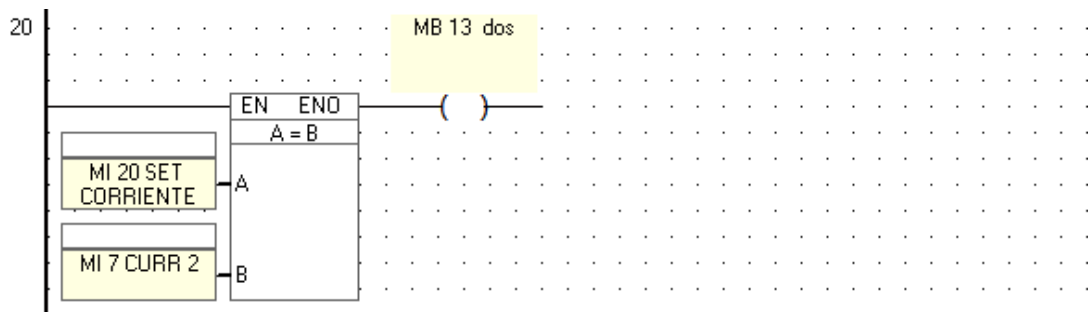 20
MB 13 dos
EN ENO
A = B
MI 20 SET
CORRIENTE
A
MI 7 CURR 2
B